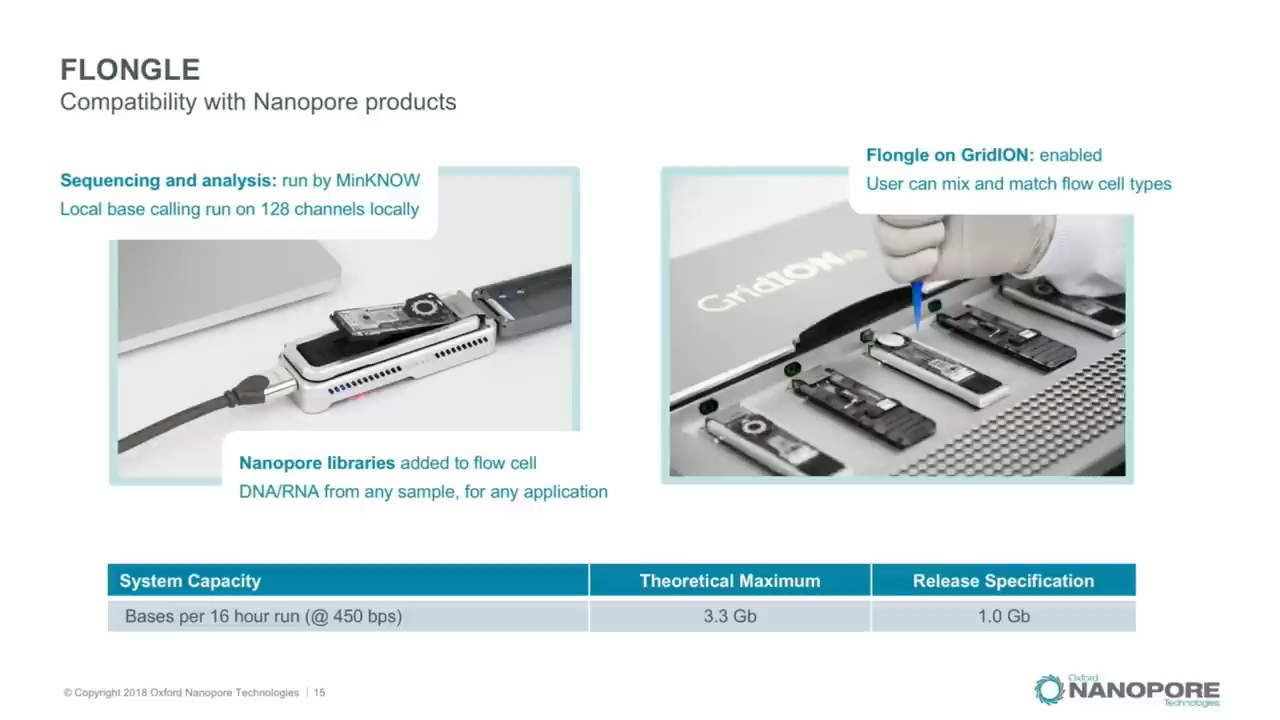 FLONGLE
Compatibility with Nanopore products
Sequencing and analysis: run by MinKNOW
Local base calling run on 128 channels locally
Nanopore libraries added to flow cell
DNA/RNA from any sample, for any application
Flongle on GridION: enabled
User can mix and match flow cell types
GridION
System Capacity Theoretical Maximum Release Specification
Bases per 16 hour run (@ 450 bps) 3.3 Gb 1.0 Gb
© Copyright 2018 Oxford Nanopore Technologies | 15
Oxford
NANOPORE
Technologies